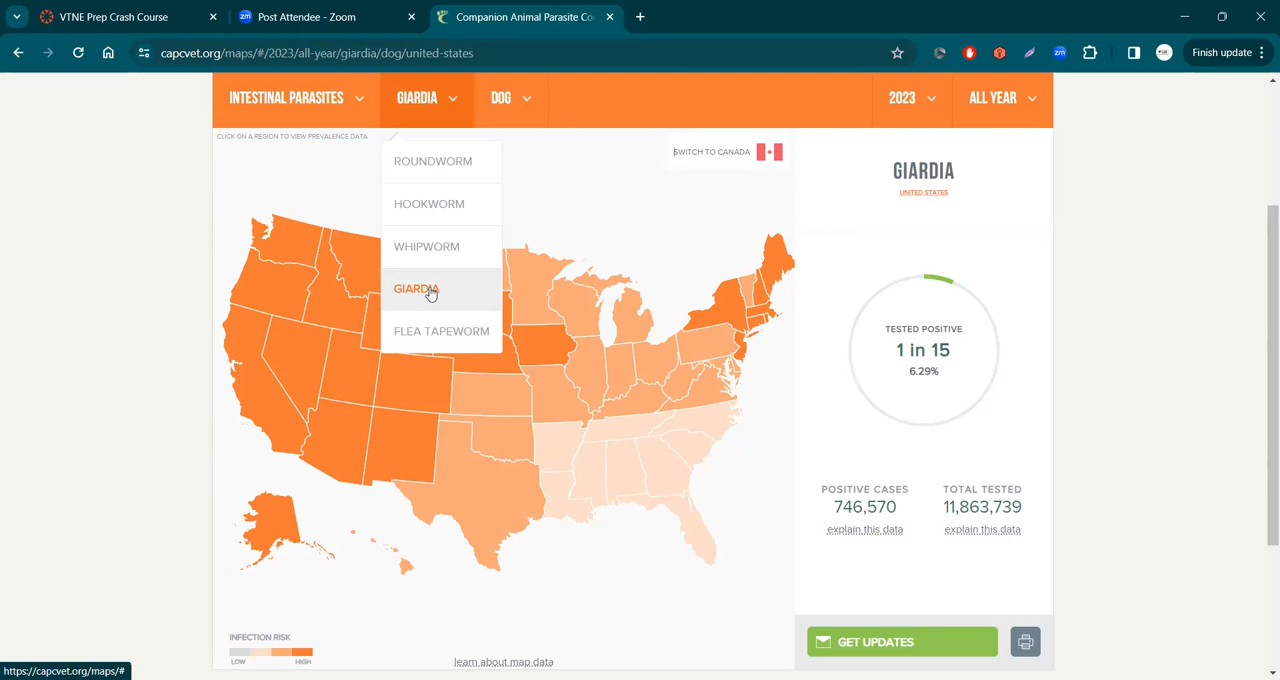 VTNE Prep Crash Course
Post Attendee - Zoom
Companion Animal Parasite Co
capcvet.org/maps/#/2023/all-year/giardia/dog/united-states
zm
Finish update
INTESTINAL PARASITES
GIARDIA
DOG
2023
ALL YEAR
CLICK ON A REGION TO VIEW PREVALENCE DATA
SWITCH TO CANADA
ROUNDWORM
HOOKWORM
WHIPWORM
GIARDIA
FLEA TAPEWORM
GIARDIA
UNITED STATES
TESTED POSITIVE
1 in 15
6.29%
POSITIVE CASES
746,570
explain this data
TOTAL TESTED
11,863,739
explain this data
INFECTION RISK
LOW
HIGH
learn about map data
GET UPDATES
https://capcvet.org/maps/#